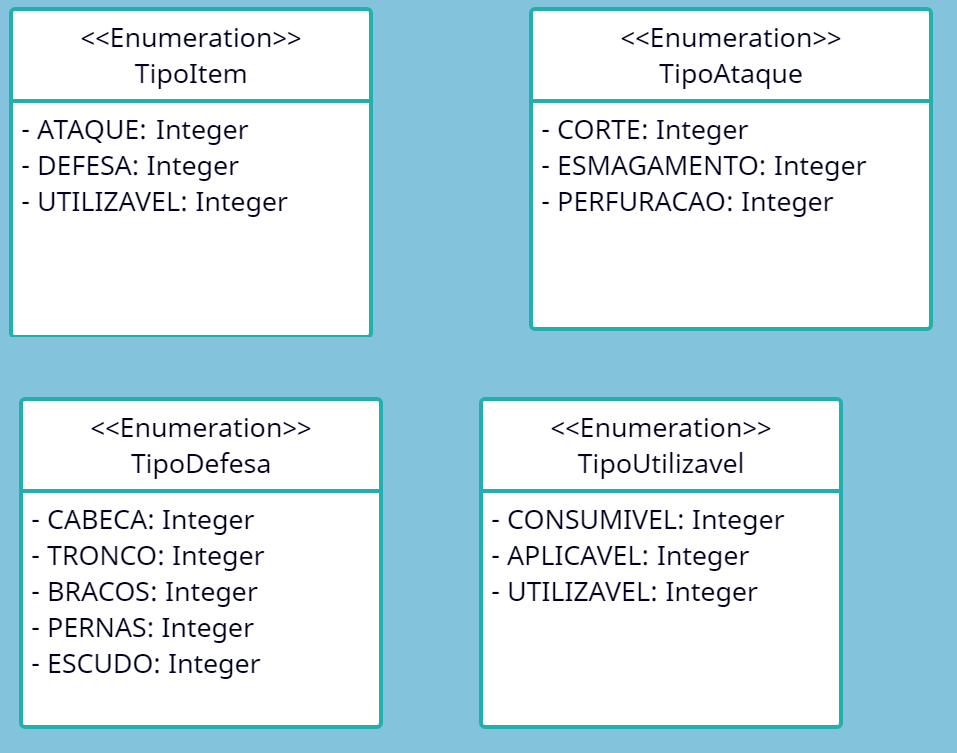 <<Enumeration>>
TipoItem
- ATAQUE: Integer
- DEFESA: Integer
- UTILIZAVEL: Integer
<<Enumeration>>
TipoAtaque
- CORTE: Integer
- ESMAGAMENTO: Integer
- PERFURACAO: Integer
<<Enumeration>>
TipoDefesa
- CABECA: Integer
- TRONCO: Integer
- BRACOS: Integer
- PERNAS: Integer
- ESCUDO: Integer
<<Enumeration>>
TipoUtilizavel
- CONSUMIVEL: Integer
- APLICAVEL: Integer
- UTILIZAVEL: Integer